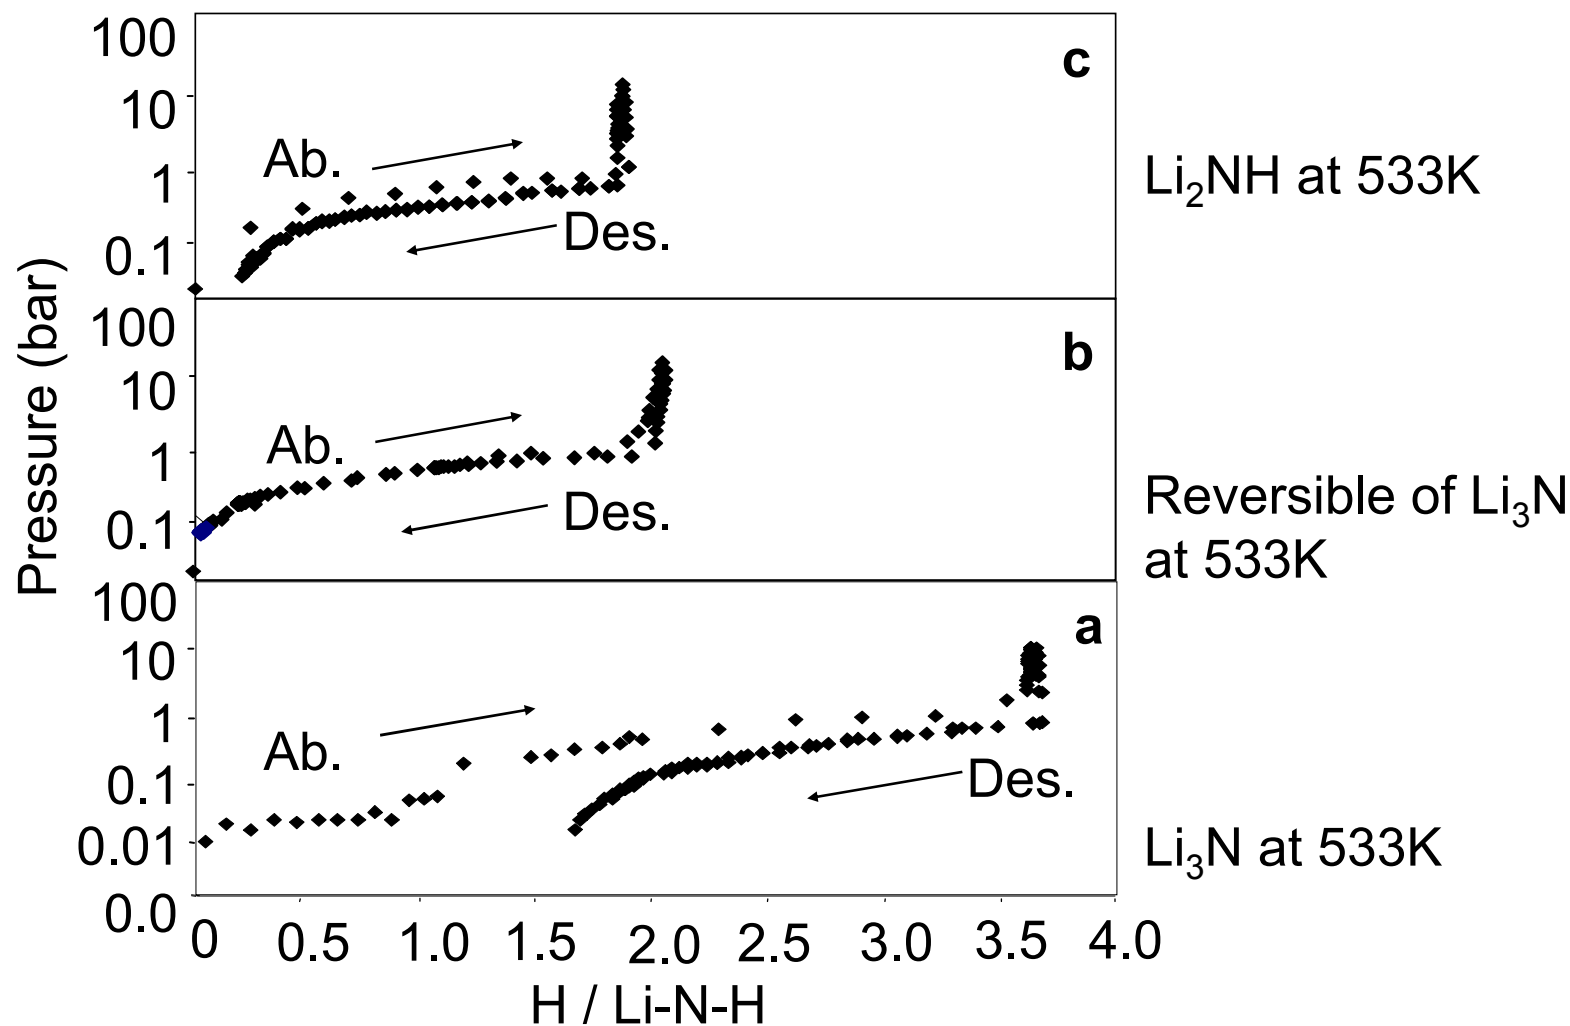 100
10
1
0.1
c
Ab.
Des.
Li₂NH at 533K
Pressure (bar)
100
10
1
0.1
b
Ab.
Des.
Reversible of Li₃N
at 533K
100
10
1
0.1
0.01
0.0
a
Ab.
Des.
Li₃N at 533K
0 0.5 1.0 1.5 2.0 2.5 3.0 3.5 4.0
H / Li-N-H